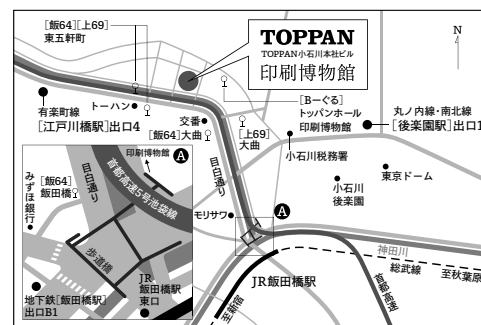 [飯64][上69]
東五軒町
TOPPAN
TOPPAN小石川本社ビル
印刷博物館
N
有楽町線
[江戸川橋駅]出口4
トーハン
交番
[飯64]
大曲
[B－ぐる]
トッパンホール
印刷博物館
[上69]
大曲
丸ノ内線・南北線
[後楽園駅]出口1
小石川税務署
小石川
後楽園
東京ドーム
目白通り
モリサワ
A
神田川
総武線
至秋葉原
首都高速
JR飯田橋駅
至新宿
印刷博物館
A
目白通り
首都高速5号池袋線
[飯64]
飯田橋
みずほ銀行
歩道橋
地下鉄[飯田橋駅]
出口B1
JR
飯田橋駅
東口